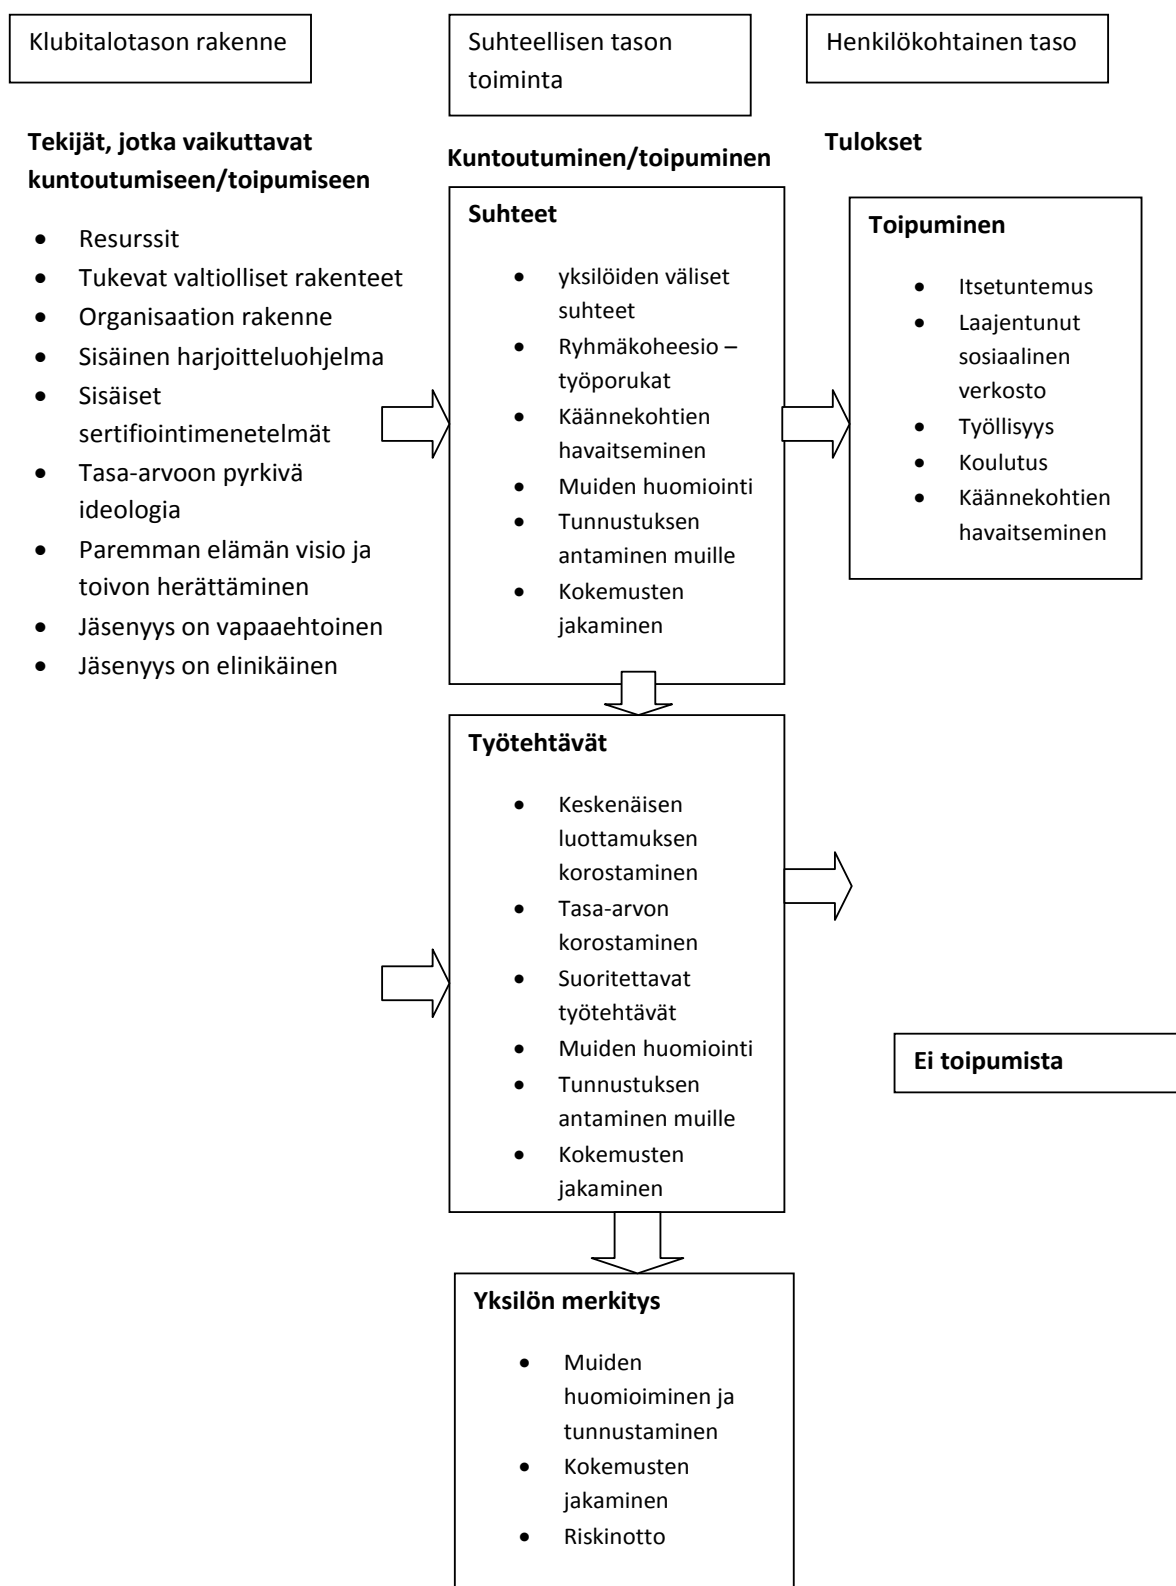 Klubitalotason rakenne
Suhteellisen tason
toiminta
Henkilökohtainen taso
Tekijät, jotka vaikuttavat
kuntoutumiseen/toipumiseen
• Resurssit
• Tukevat valtiolliset rakenteet
• Organisaation rakenne
• Sisäinen harjoitteluohjelma
• Sisäiset
sertifiointimenetelmät
• Tasa-arvoon pyrkivä
ideologia
• Paremman elämän visio ja
toivon herättäminen
• Jäsenyys on vapaaehtoinen
• Jäsenyys on elinikäinen
Kuntoutuminen/toipuminen
Suhteet
• yksilöiden väliset
suhteet
• Ryhmäkoheesio –
työporukat
• Käännekohtien
havaitseminen
• Muiden huomiointi
• Tunnustuksen
antaminen muille
• Kokemusten
jakaminen
Työtehtävät
• Keskenäisen
luottamuksen
korostaminen
• Tasa-arvon
korostaminen
• Suoritettavat
työtehtävät
• Muiden huomiointi
• Tunnustuksen
antaminen muille
• Kokemusten
jakaminen
Yksilön merkitys
• Muiden
huomioiminen ja
tunnustaminen
• Kokemusten
jakaminen
• Riskinotto
Tulokset
Toipuminen
• Itsetuntemus
• Laajentunut
sosiaalinen
verkosto
• Työllisyys
• Koulutus
• Käännekohtien
havaitseminen
Ei toipumista